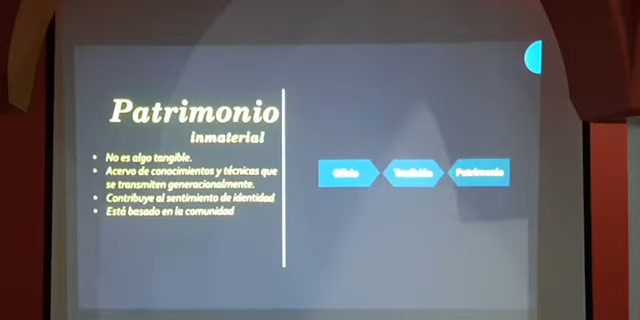 Patrimonio
inmaterial
• No es algo tangible.
• Acervo de conocimientos y técnicas que
se transmiten generacionalmente.
• Contribuye al sentimiento de identidad
• Está basado en la comunidad
Oficio
Tradición
Patrimonio